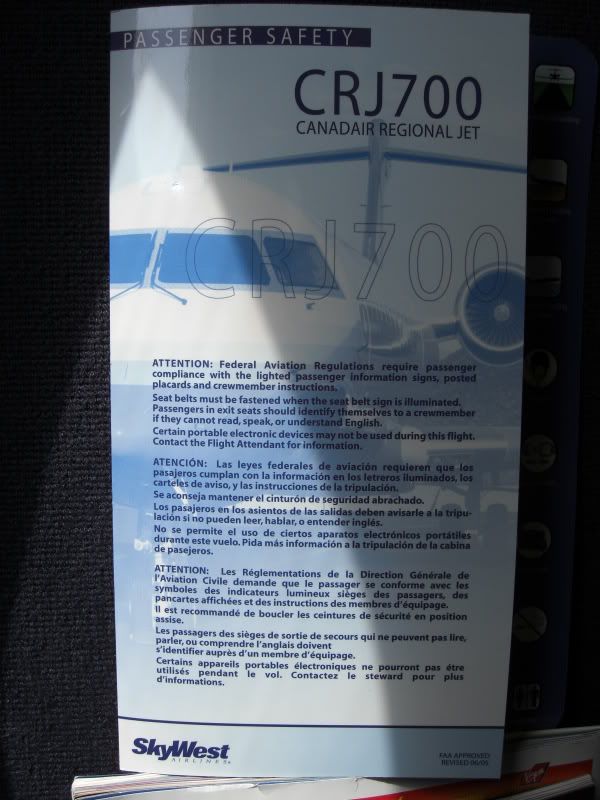 PASSENGER SAFETY
CRJ700
CANADAIR REGIONAL JET
CRJ700
ATTENTION: Federal Aviation Regulations require passenger
compliance with the lighted passenger information signs, posted
placards and crewmember instructions.
Seat belts must be fastened when the seat belt sign is illuminated.
Passengers in exit seats should identify themselves to a crewmember
if they cannot read, speak, or understand English.
Certain portable electronic devices may not be used during this flight.
Contact the Flight Attendant for information.
ATENCIÓN: Las leyes federales de aviación requieren que los
pasajeros cumplan con la información en los letreros iluminados, los
carteles de aviso, y las instrucciones de la tripulación.
Se aconseja mantener el cinturón de seguridad abrachado.
Los pasajeros en los asientos de las salidas deben avisarle a la tripu-
lación si no pueden leer, hablar, o entender inglés.
No se permite el uso de ciertos aparatos electrónicos portátiles
durante este vuelo. Pida más información a la tripulación de la cabina
de pasejeros.
ATTENTION: Les Réglementations de la Direction Générale de
l'Aviation Civile demande que le passager se conforme avec les
symboles des indicateurs lumineux sièges des passagers, des
pancartes affichées et des instructions des membres d'équipage.
Il est recommandé de boucler les ceintures de sécurité en position
assise.
Les passagers des sièges de sortie de secours qui ne peuvent pas lire,
parler, ou comprendre l'anglais doivent
s'identifier auprès d'un membre d'équipage.
Certains appareils portables électroniques ne pourront pas étre
utilisés pendant le vol. Contactez le steward pour plus
d'informations.
SkyWest
AIRLINES
FAA APPROVED
REVISED 06/05